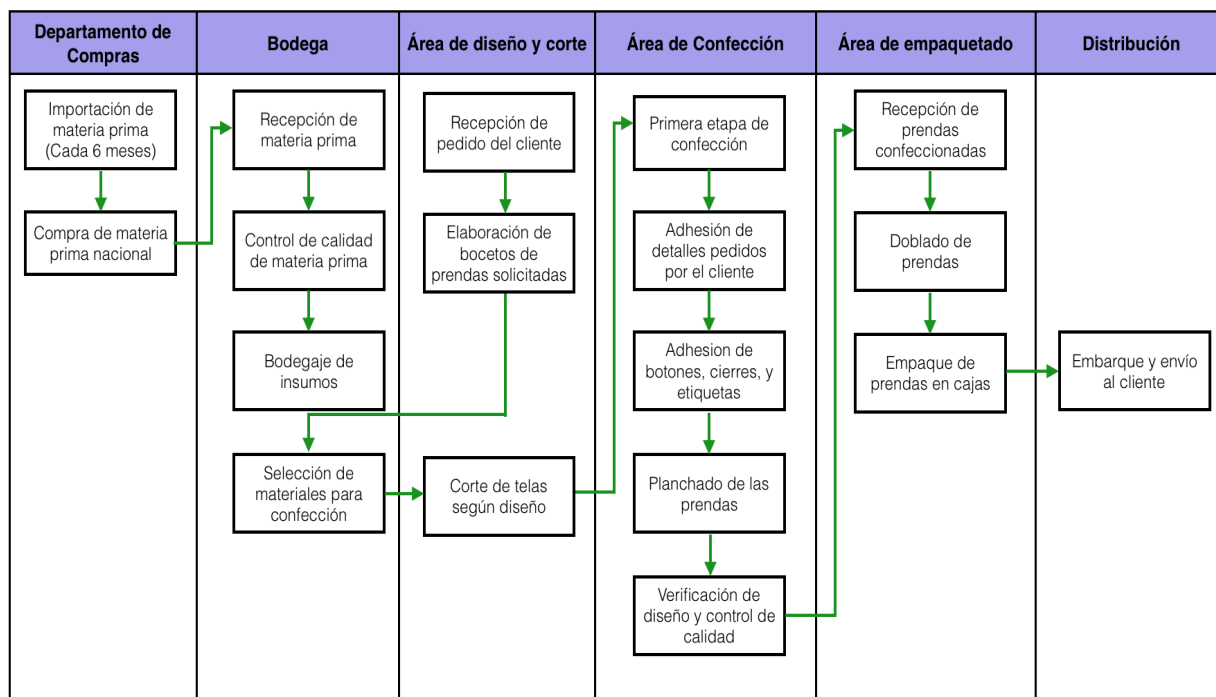 Departamento de
Compras
Bodega
Área de diseño y corte
Área de Confección
Área de empaquetado
Distribución
Importación de
materia prima
(Cada 6 meses)
Compra de materia
prima nacional
Recepción de
materia prima
Control de calidad
de materia prima
Bodegaje de
insumos
Selección de
materiales para
confección
Recepción de
pedido del cliente
Elaboración de
bocetos de
prendas solicitadas
Corte de telas
según diseño
Primera etapa de
confección
Adhesión de
detalles pedidos
por el cliente
Adhesion de
botones, cierres, y
etiquetas
Planchado de las
prendas
Verificación de
diseño y control de
calidad
Recepción de
prendas
confeccionadas
Doblado de
prendas
Empaque de
prendas en cajas
Embarque y envío
al cliente